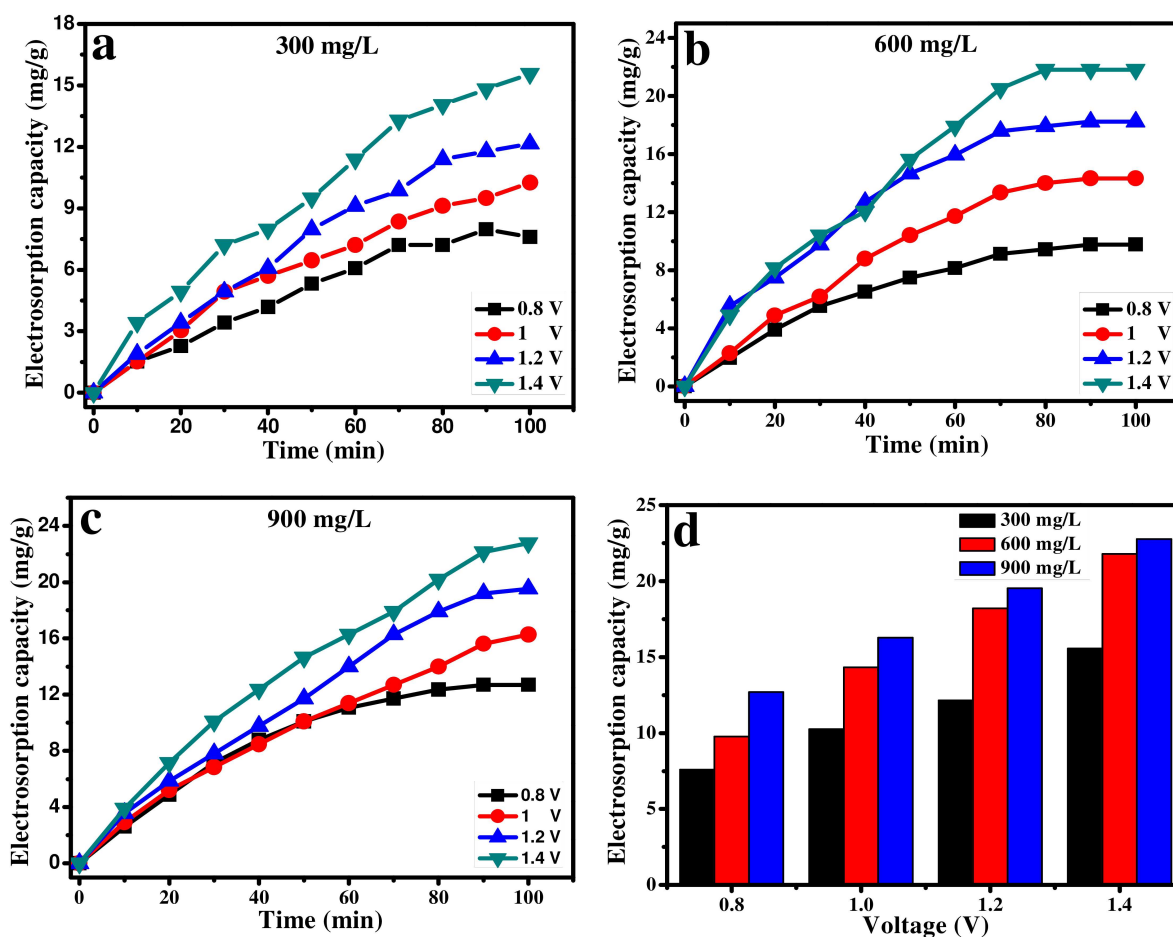 a
300 mg/L
Electrosorption capacity (mg/g)
18
15
12
9
6
3
0
0 20 40 60 80 100
Time (min)
0.8 V
1 V
1.2 V
1.4 V
b
600 mg/L
Electrosorption capacity (mg/g)
24
20
16
12
8
4
0
0 20 40 60 80 100
Time (min)
0.8 V
1 V
1.2 V
1.4 V
c
900 mg/L
Electrosorption capacity (mg/g)
24
20
16
12
8
4
0
0 20 40 60 80 100
Time (min)
0.8 V
1 V
1.2 V
1.4 V
d
300 mg/L
600 mg/L
900 mg/L
Electrosorption capacity (mg/g)
25
20
15
10
5
0
0.8 1.0 1.2 1.4
Voltage (V)